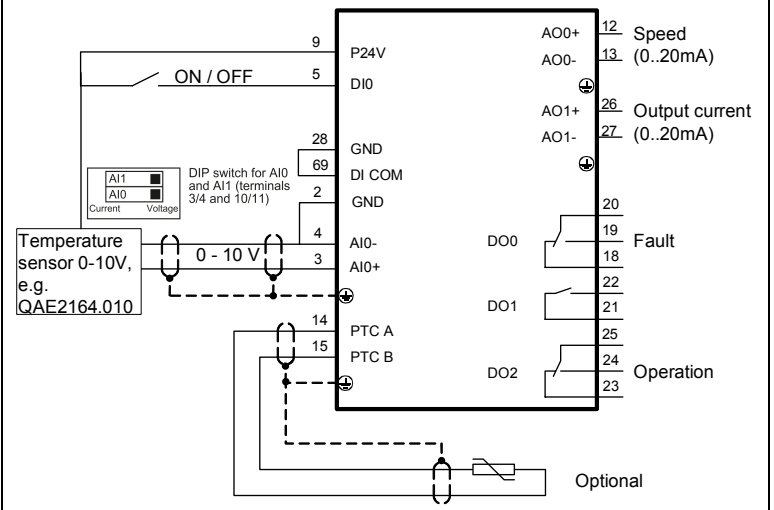 9 P24V
ON / OFF 5 DI0
28 GND
69 DI COM
2 GND
4 AI0-
0 - 10 V
3 AI0+
14 PTC A
15 PTC B
AI1
AI0
Current Voltage
DIP switch for AI0
and AI1 (terminals
3/4 and 10/11)
Temperature
sensor 0-10V,
e.g.
QAE2164.010
AO0+ 12 Speed
AO0- 13 (0..20mA)
AO1+ 26 Output current
AO1- 27 (0..20mA)
20
DO0 19 Fault
18
22
DO1 21
25
DO2 24 Operation
23
Optional